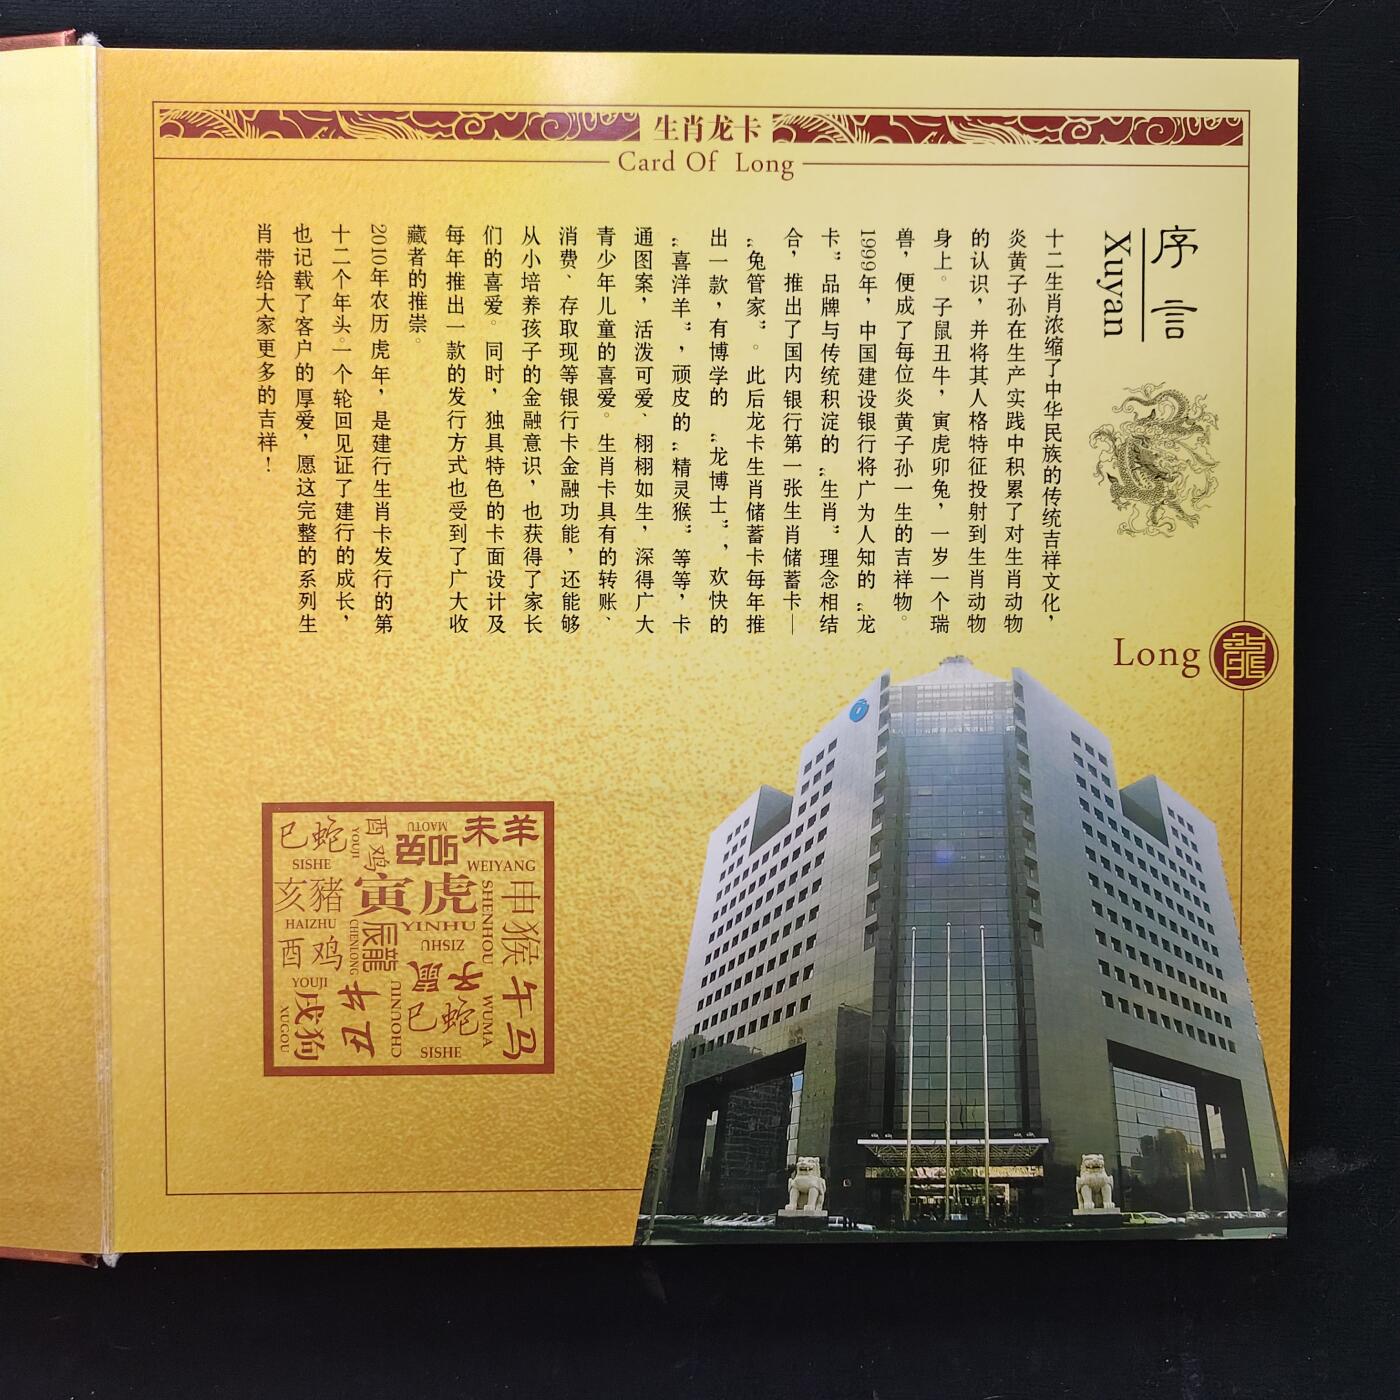 生肖龙卡
Card Of Long
序言
Xuyan
十二生肖浓缩了中华民族的传统吉祥文化，
炎黄子孙在生产实践中积累了对生肖动物
的认识，并将其人格特征投射到生肖动物
身上。子鼠丑牛，寅虎卯兔，一岁一个瑞
兽，便成了每位炎黄子孙一生的吉祥物。
1999年，中国建设银行将广为人知的“龙
卡”品牌与传统积淀的“生肖”理念相结
合，推出了国内银行第一张生肖储蓄卡—
“兔管家”。此后龙卡生肖储蓄卡每年推
出一款，有博学的“龙博士”，欢快的
“喜洋羊”，顽皮的“精灵猴”等等，卡
通图案，活泼可爱、栩栩如生，深得广大
青少年儿童的喜爱。生肖卡具有的转账、
消费、存取现等银行卡金融功能，还能够
从小培养孩子的金融意识，也获得了家长
们的喜爱。同时，独具特色的卡面设计及
每年推出一款的发行方式也受到了广大收
藏者的推崇。
2010年农历虎年，是建行生肖卡发行的第
十二个年头。一个轮回见证了建行的成长，
也记载了客户的厚爱，愿这完整的系列生
肖带给大家更多的吉祥！
Long
龍
巳蛇
SISHE
酉鸡
YOUJI
卯兔
MAOTU
未羊
WEIYANG
亥豬
HAIZHU
寅虎
YINHU
申猴
SHENHOU
酉鸡
YOUJI
辰龍
CHENLONG
子鼠
ZISHU
戌狗
XUGOU
丑牛
CHOUNIU
巳蛇
SISHE
午马
WUMA